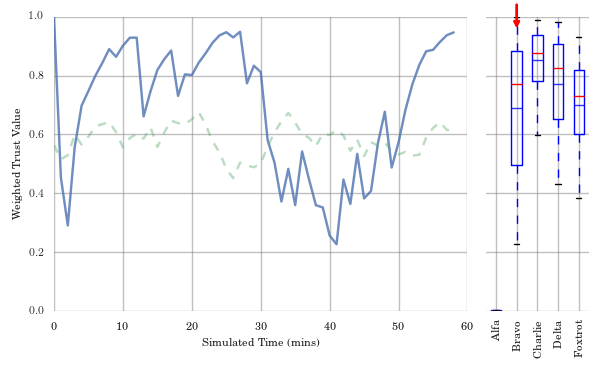 1.0
0.8
0.6
0.4
0.2
0.0
Weighted Trust Value
0 10 20 30 40 50 60
Simulated Time (mins)
Alfa
Bravo
Charlie
Delta
Foxtrot